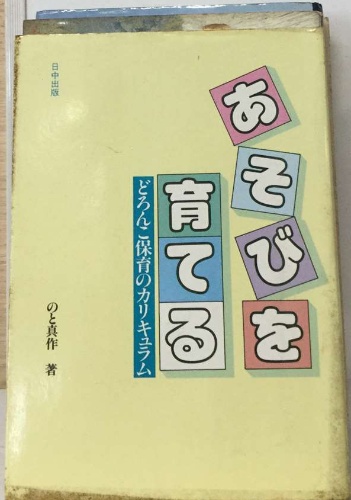 あそびを
育てる
どろんこ保育のカリキュラム
のと真作 著
日中出版